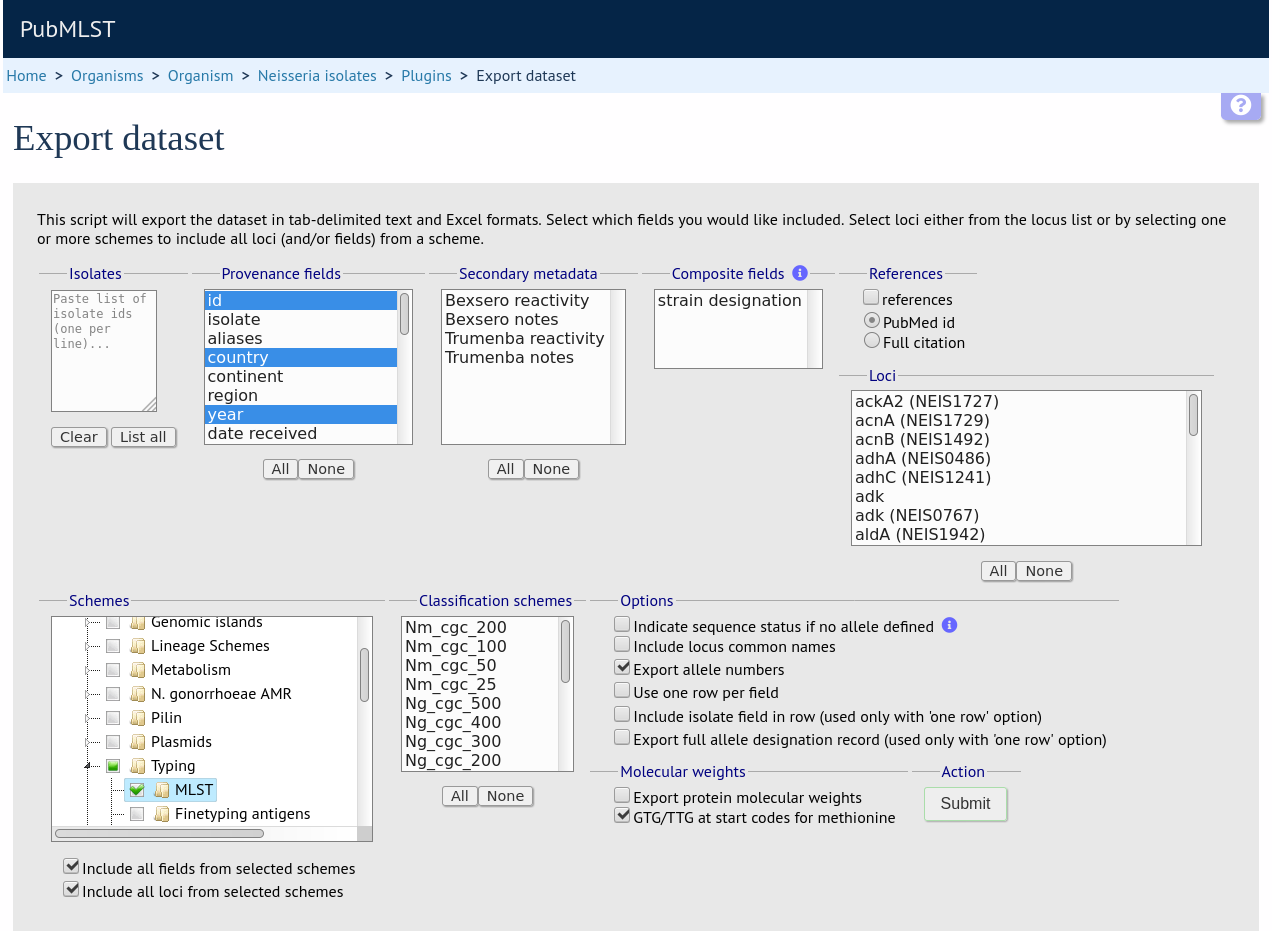 PubMLST
Home > Organisms > Organism > Neisseria isolates > Plugins > Export dataset
?
Export dataset
This script will export the dataset in tab-delimited text and Excel formats. Select which fields you would like included. Select loci either from the locus list or by selecting one
or more schemes to include all loci (and/or fields) from a scheme.
Isolates
Paste list of
isolate ids
(one per
line)...
Clear List all
Provenance fields
id
isolate
aliases
country
continent
region
year
date received
All None
Secondary metadata
Bexsero reactivity
Bexsero notes
Trumenba reactivity
Trumenba notes
All None
Composite fields i
strain designation
References
references
PubMed id
Full citation
Loci
ackA2 (NEIS1727)
acnA (NEIS1729)
acnB (NEIS1492)
adhA (NEIS0486)
adhC (NEIS1241)
adk
adk (NEIS0767)
aldA (NEIS1942)
All None
Schemes
Genomic islands
Lineage Schemes
Metabolism
N. gonorrhoeae AMR
Pilin
Plasmids
Typing
MLST
Finetyping antigens
Include all fields from selected schemes
Include all loci from selected schemes
Classification schemes
Nm_cgc_200
Nm_cgc_100
Nm_cgc_50
Nm_cgc_25
Ng_cgc_500
Ng_cgc_400
Ng_cgc_300
Ng_cgc_200
All None
Options
Indicate sequence status if no allele defined i
Include locus common names
Export allele numbers
Use one row per field
Include isolate field in row (used only with 'one row' option)
Export full allele designation record (used only with 'one row' option)
Molecular weights
Export protein molecular weights
GTG/TTG at start codes for methionine
Action
Submit